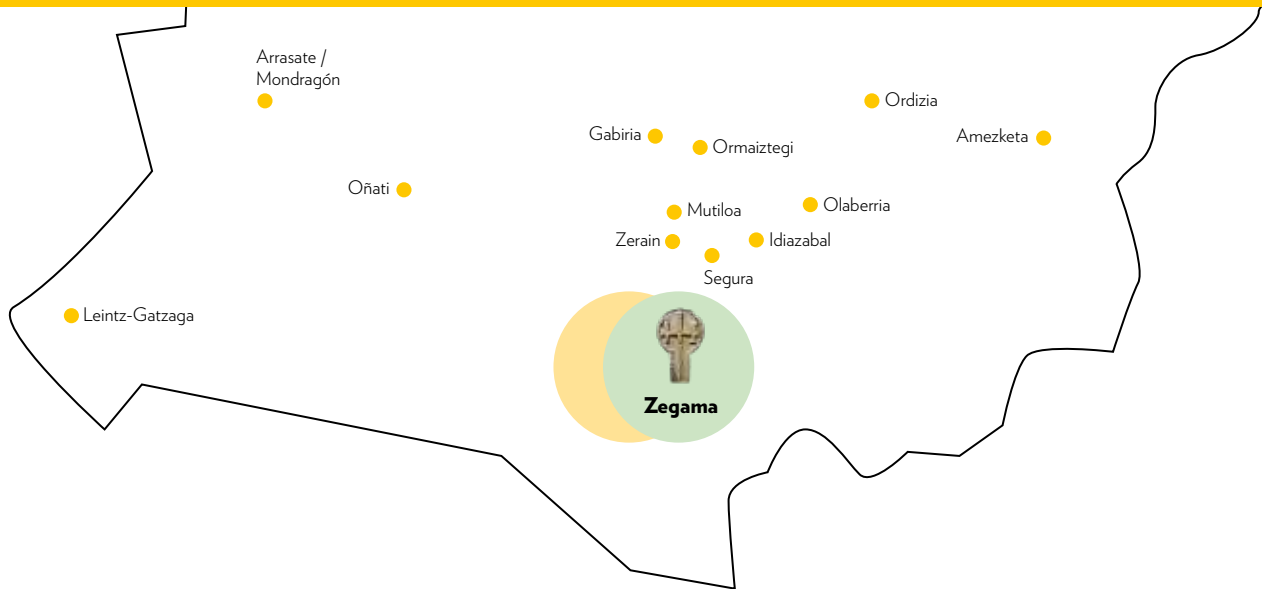 Arrasate /
Mondragón
Ordizia
Gabiria
Amezketa
Ormaiztegi
Oñati
Olaberria
Mutiloa
Zerain
Idiazabal
Segura
Leintz-Gatzaga
Zegama